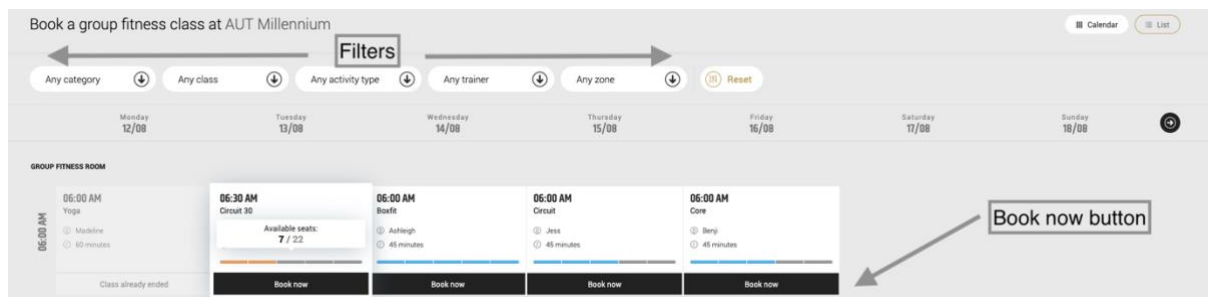 Book a group fitness class at AUT Millennium
Calendar
List
Filters
Any category
Any class
Any activity type
Any trainer
Any zone
Reset
Monday
12/08
Tuesday
13/08
Wednesday
14/08
Thursday
15/08
Friday
16/08
Saturday
17/08
Sunday
18/08
GROUP FITNESS ROOM
06:00 AM
06:00 AM
Yoga
Madeline
60 minutes
Class already ended
06:30 AM
Circuit 30
Available seats:
7 / 22
Book now
06:00 AM
Boxfit
Ashleigh
45 minutes
Book now
06:00 AM
Circuit
Jess
45 minutes
Book now
06:00 AM
Core
Benji
45 minutes
Book now
Book now button